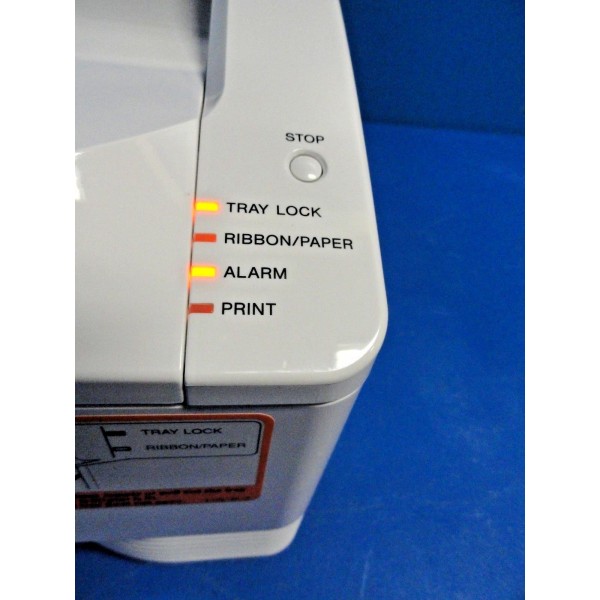 STOP
TRAY LOCK
RIBBON/PAPER
ALARM
PRINT
TRAY LOCK
RIBBON/PAPER